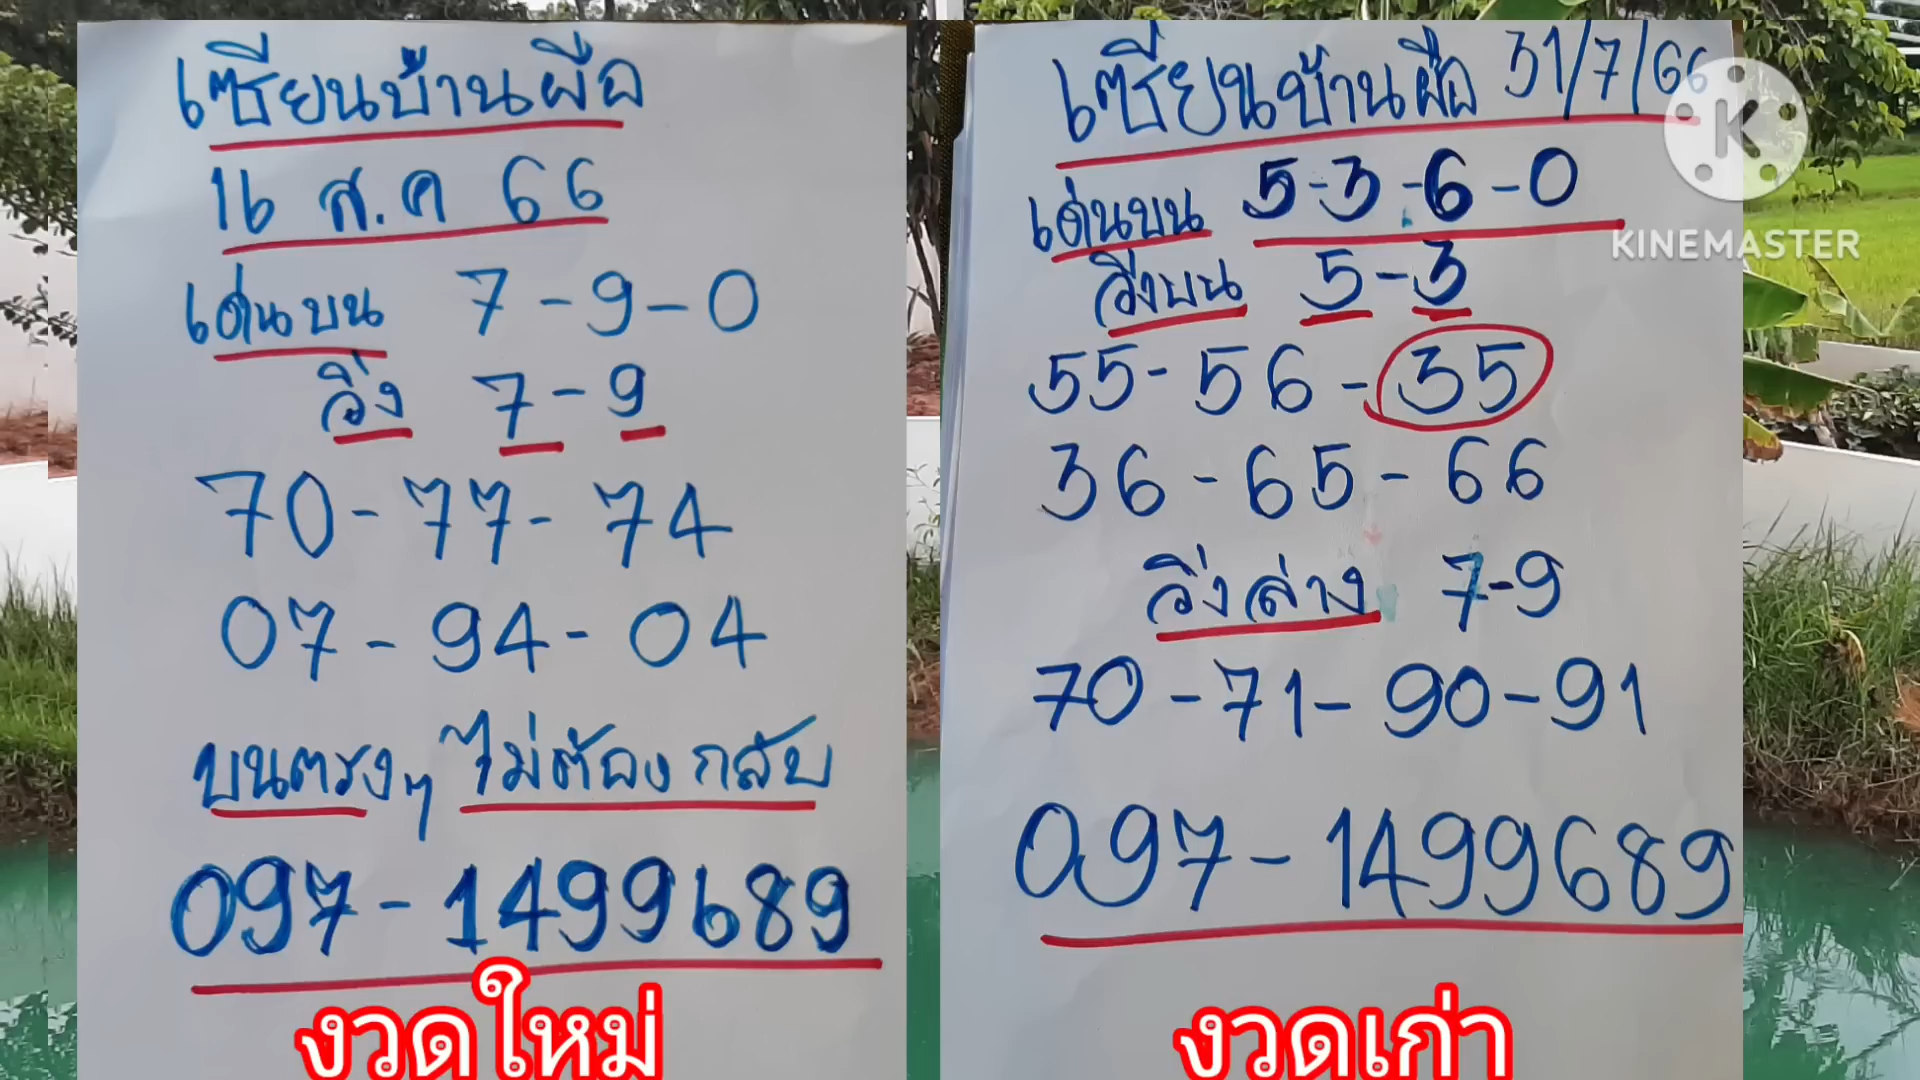 เซียนบ้านผือ
16 ส.ค 66
เด่นบน 7-9-0
วิ่ง 7-9
70-77-74
07-94-04
บนตรงๆ ไม่ต้องกลับ
097-1499689
งวดใหม่
เซียนบ้านผือ 31/7/66
เด่นบน 5-3-6-0
วิ่งบน 5-3
55-56-35
36-65-66
วิ่งล่าง 7-9
70-71-90-91
097-1499689
งวดเก่า
K
KINEMASTER